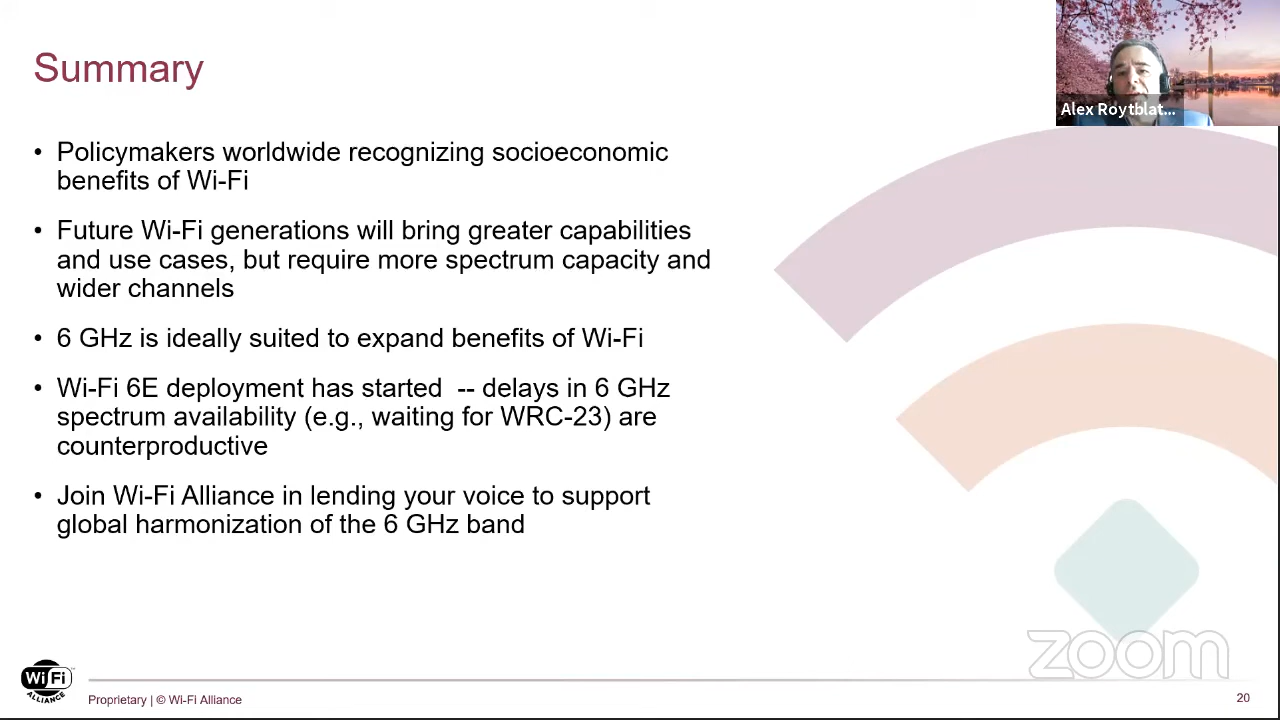 Summary
Alex Roytblat...
• Policymakers worldwide recognizing socioeconomic
benefits of Wi-Fi
• Future Wi-Fi generations will bring greater capabilities
and use cases, but require more spectrum capacity and
wider channels
• 6 GHz is ideally suited to expand benefits of Wi-Fi
• Wi-Fi 6E deployment has started  -- delays in 6 GHz
spectrum availability (e.g., waiting for WRC-23) are
counterproductive
• Join Wi-Fi Alliance in lending your voice to support
global harmonization of the 6 GHz band
zoom
Wi Fi
ALLIANCE
Proprietary | © Wi-Fi Alliance
20